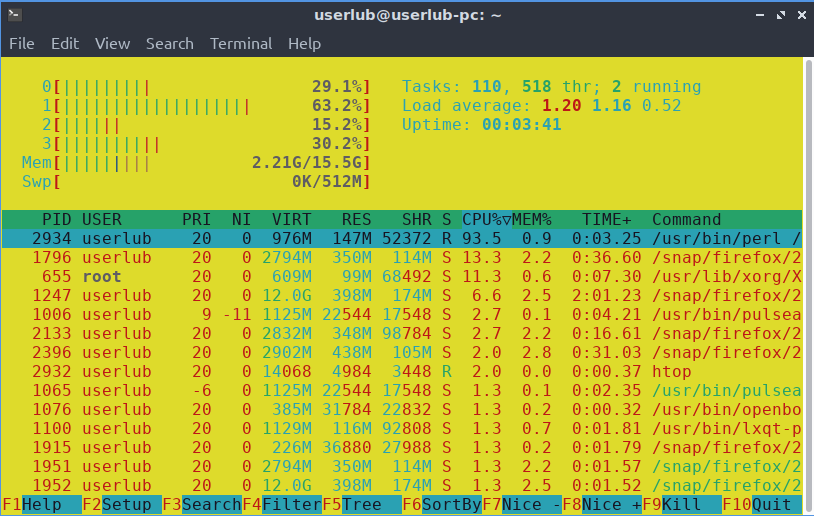 userlub@userlub-pc: ~
File Edit View Search Terminal Help
0[||||||||| 29.1%] Tasks: 110, 518 thr; 2 running
1[||||||||||||||||||| 63.2%] Load average: 1.20 1.16 0.52
2[|||||| 15.2%] Uptime: 00:03:41
3[|||||||||| 30.2%]
Mem[||||||||| 2.21G/15.5G]
Swp[ 0K/512M]
PID USER PRI NI VIRT RES SHR S CPU%▽MEM% TIME+ Command
2934 userlub 20 0 976M 147M 52372 R 93.5 0.9 0:03.25 /usr/bin/perl /
1796 userlub 20 0 2794M 350M 114M S 13.3 2.2 0:36.60 /snap/firefox/2
655 root 20 0 609M 99M 68492 S 11.3 0.6 0:07.30 /usr/lib/xorg/X
1247 userlub 20 0 12.0G 398M 174M S 6.6 2.5 2:01.23 /snap/firefox/2
1006 userlub 9 -11 1125M 22544 17548 S 2.7 0.1 0:04.21 /usr/bin/pulsea
2133 userlub 20 0 2832M 348M 98784 S 2.7 2.2 0:16.61 /snap/firefox/2
2396 userlub 20 0 2902M 438M 105M S 2.0 2.8 0:31.03 /snap/firefox/2
2932 userlub 20 0 14068 4984 3448 R 2.0 0.0 0:00.37 htop
1065 userlub -6 0 1125M 22544 17548 S 1.3 0.1 0:02.35 /usr/bin/pulsea
1076 userlub 20 0 385M 31784 22832 S 1.3 0.2 0:00.32 /usr/bin/openbo
1100 userlub 20 0 1129M 116M 92808 S 1.3 0.7 0:01.81 /usr/bin/lxqt-p
1915 userlub 20 0 226M 36880 27988 S 1.3 0.2 0:01.79 /snap/firefox/2
1951 userlub 20 0 2794M 350M 114M S 1.3 2.2 0:01.57 /snap/firefox/2
1952 userlub 20 0 12.0G 398M 174M S 1.3 2.5 0:01.52 /snap/firefox/2
F1Help F2Setup F3SearchF4FilterF5Tree F6SortByF7Nice -F8Nice +F9Kill F10Quit